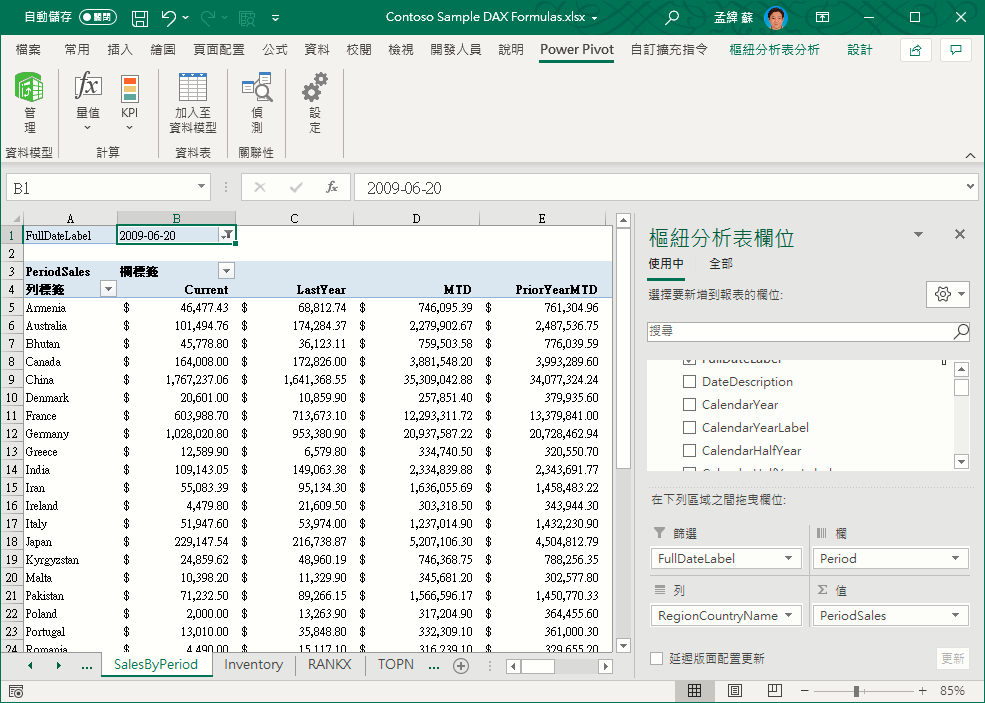 自動儲存 關閉 Contoso Sample DAX Formulas.xlsx 孟緯 蘇
檔案 常用 插入 繪圖 頁面配置 公式 資料 校閱 檢視 開發人員 說明 Power Pivot 自訂擴充指令 樞紐分析表分析 設計
管理
資料模型
量值 KPI
計算
加入至
資料模型
資料表
偵測
關聯性
設定
B1 fx 2009-06-20
A B C D E
1 FullDateLabel 2009-06-20
2
3 PeriodSales 欄標籤
4 列標籤 Current LastYear MTD PriorYearMTD
5 Armenia $ 46,477.43 $ 68,812.74 $ 746,095.39 $ 761,304.96
6 Australia $ 101,494.76 $ 174,284.37 $ 2,279,902.67 $ 2,487,536.75
7 Bhutan $ 45,778.80 $ 36,123.11 $ 759,503.58 $ 776,039.59
8 Canada $ 164,008.00 $ 172,826.00 $ 3,881,548.20 $ 3,993,289.60
9 China $ 1,767,237.06 $ 1,641,368.55 $ 35,309,042.88 $ 34,077,324.24
10 Denmark $ 20,601.00 $ 10,859.90 $ 257,851.40 $ 379,935.60
11 France $ 603,988.70 $ 713,673.10 $ 12,293,311.72 $ 13,379,841.00
12 Germany $ 1,028,020.80 $ 953,380.90 $ 20,937,587.22 $ 20,728,462.94
13 Greece $ 12,589.90 $ 6,579.80 $ 334,740.50 $ 320,550.70
14 India $ 109,143.05 $ 149,063.38 $ 2,334,839.88 $ 2,343,691.77
15 Iran $ 55,083.39 $ 95,134.30 $ 1,636,055.69 $ 1,458,483.22
16 Ireland $ 4,479.80 $ 21,609.50 $ 303,318.50 $ 343,944.30
17 Italy $ 51,947.60 $ 53,974.00 $ 1,237,014.90 $ 1,432,230.90
18 Japan $ 229,147.54 $ 216,738.87 $ 5,207,106.30 $ 4,504,812.79
19 Kyrgyzstan $ 24,859.62 $ 48,960.19 $ 746,368.75 $ 788,256.35
20 Malta $ 10,398.20 $ 11,329.90 $ 345,681.20 $ 302,577.80
21 Pakistan $ 71,232.50 $ 89,266.15 $ 1,566,596.17 $ 1,450,770.33
22 Poland $ 2,000.00 $ 13,263.90 $ 317,204.90 $ 364,455.60
23 Portugal $ 13,010.00 $ 35,848.80 $ 332,309.10 $ 361,000.30
24 Romania $ 4,490.00 $ 15,117.10 $ 316,239.10 $ 329,655.20
... SalesByPeriod Inventory RANKX TOPN ...
樞紐分析表欄位
使用中 全部
選擇要新增到報表的欄位:
搜尋
FullDateLabel
DateDescription
CalendarYear
CalendarYearLabel
CalendarHalfYear
CalendarHalfYearLabel
在下列區域之間拖曳欄位:
篩選 欄
FullDateLabel Period
列 Σ 值
RegionCountryName PeriodSales
延遲版面配置更新 更新
85%